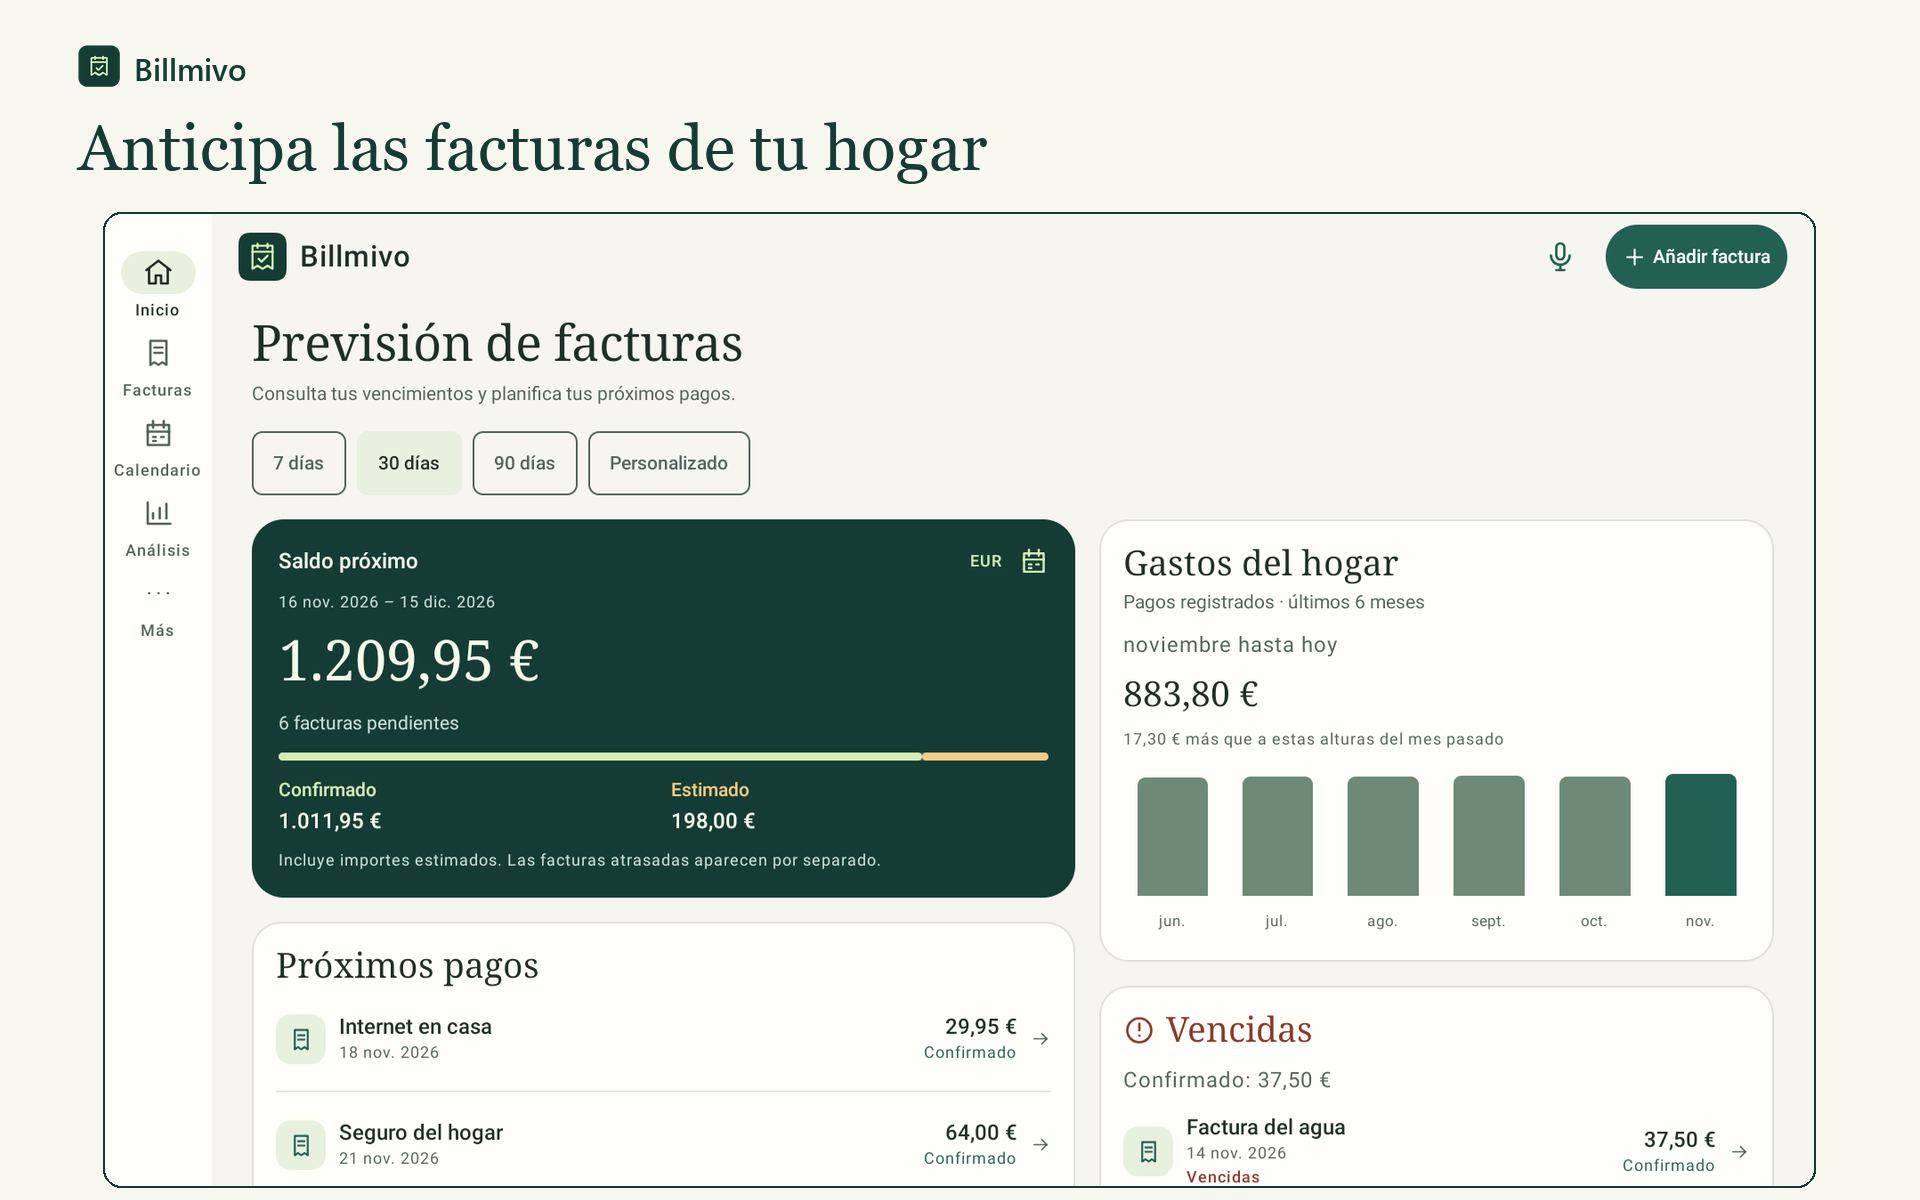 Billmivo
Anticipa las facturas de tu hogar
Inicio
Facturas
Calendario
Análisis
Más
Billmivo
Añadir factura
Previsión de facturas
Consulta tus vencimientos y planifica tus próximos pagos.
7 días
30 días
90 días
Personalizado
Saldo próximo
EUR
16 nov. 2026 – 15 dic. 2026
1.209,95 €
6 facturas pendientes
Confirmado
Estimado
1.011,95 €
198,00 €
Incluye importes estimados. Las facturas atrasadas aparecen por separado.
Próximos pagos
Internet en casa
18 nov. 2026
29,95 €
Confirmado
Seguro del hogar
21 nov. 2026
64,00 €
Confirmado
Gastos del hogar
Pagos registrados · últimos 6 meses
noviembre hasta hoy
883,80 €
17,30 € más que a estas alturas del mes pasado
jun.
jul.
ago.
sept.
oct.
nov.
Vencidas
Confirmado: 37,50 €
Factura del agua
14 nov. 2026
Vencidas
37,50 €
Confirmado